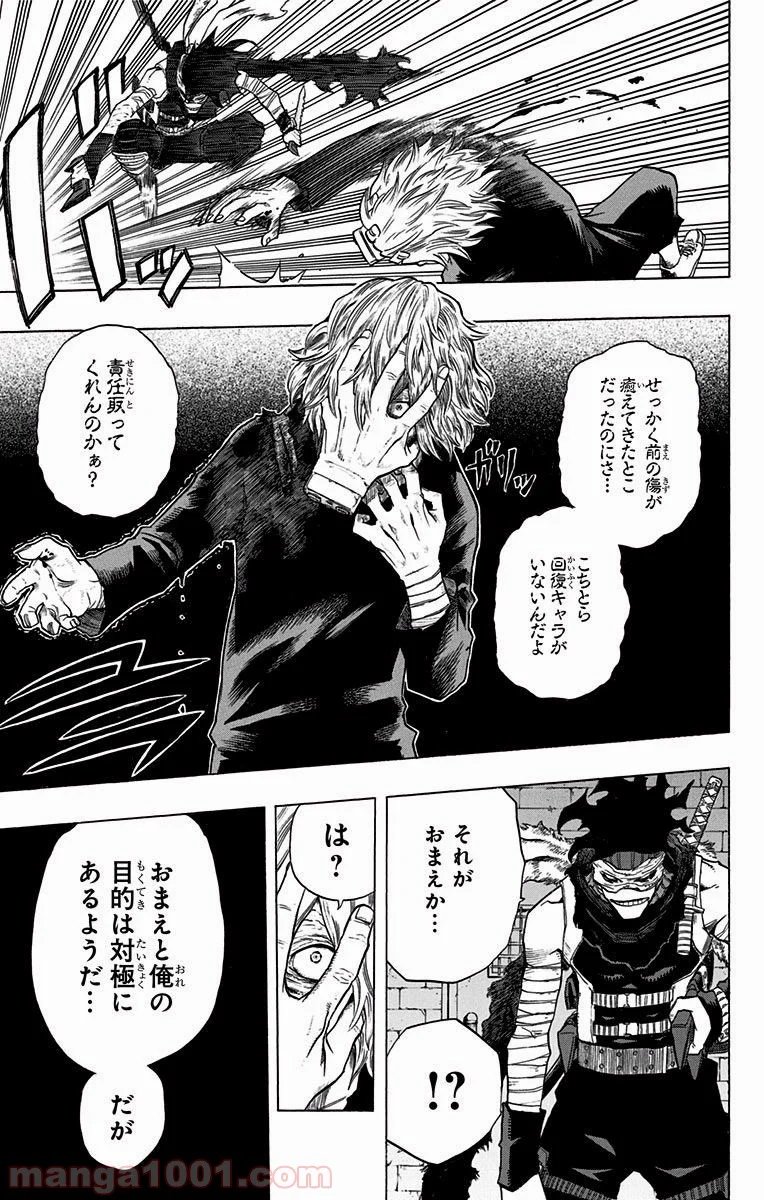 せっかく前の傷が
癒えてきたとこ
だったのにさ…
こちとら
回復キャラが
いないんだよ
ガリッ
責任取って
くれんのかぁ?
それが
おまえか…
!?
は?
おまえと俺の
目的は対極に
あるようだ…
だが
manga1001.com